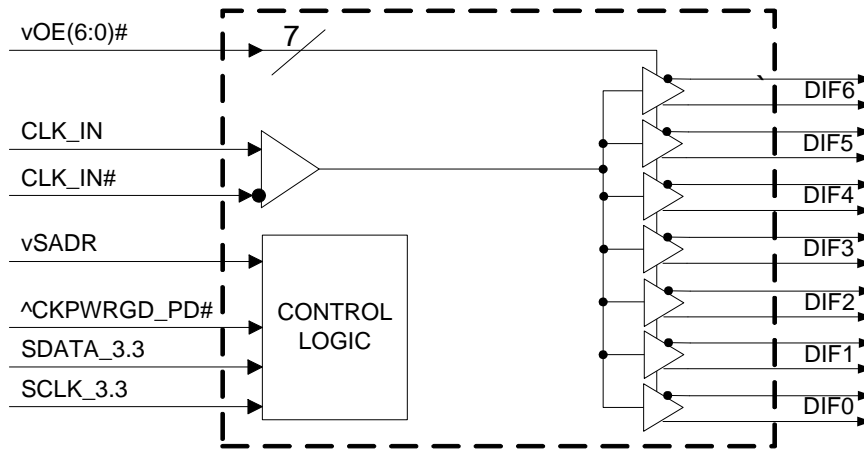 vOE(6:0)#
7
CLK_IN
CLK_IN#
vSADR
^CKPWRGD_PD#
SDATA_3.3
SCLK_3.3
CONTROL
LOGIC
`
DIF6
DIF5
DIF4
DIF3
DIF2
DIF1
DIF0